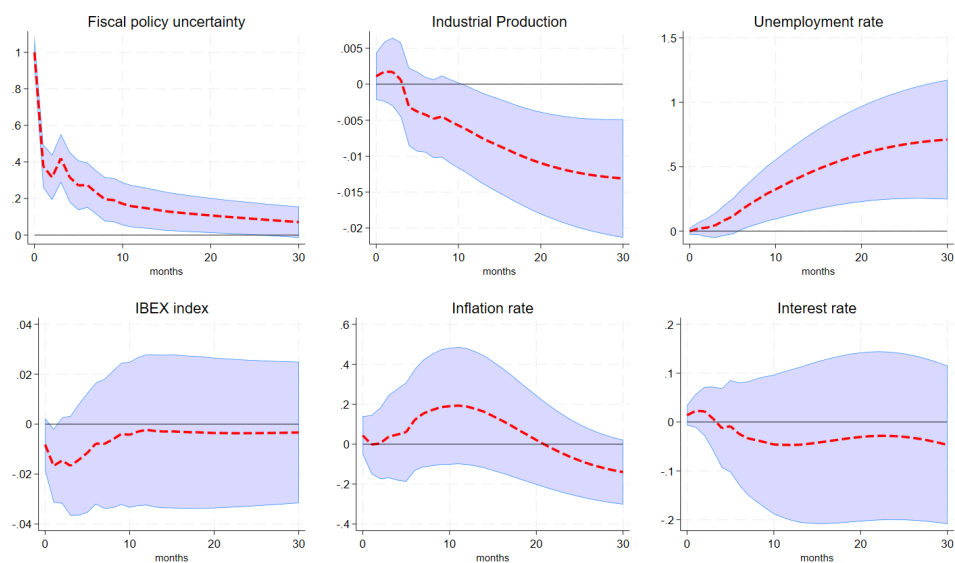 Fiscal policy uncertainty
1
.8
.6
.4
.2
0
0 10 20 30
months
Industrial Production
.005
0
-.005
-.01
-.015
-.02
0 10 20 30
months
Unemployment rate
1.5
1
.5
0
0 10 20 30
months
IBEX index
.04
.02
0
-.02
-.04
0 10 20 30
months
Inflation rate
.6
.4
.2
0
-.2
-.4
0 10 20 30
months
Interest rate
.2
.1
0
-.1
-.2
0 10 20 30
months